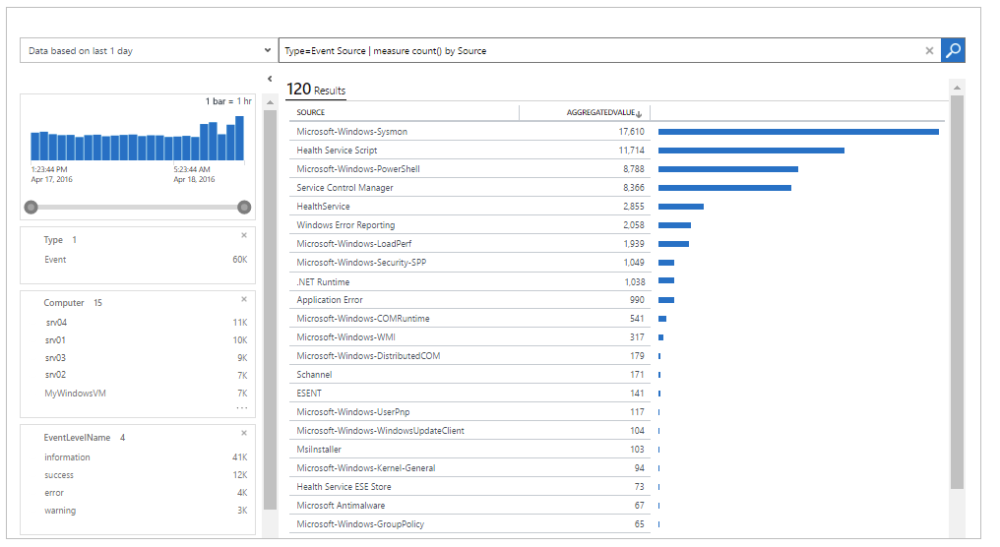 Data based on last 1 day
Type=Event Source | measure count() by Source
1 bar = 1 hr
1:23:44 PM
Apr 17, 2016
5:23:44 AM
Apr 18, 2016
Type 1
Event 60K
Computer 15
srv04 11K
srv01 10K
srv03 9K
srv02 7K
MyWindowsVM 7K
...
EventLevelName 4
information 41K
success 12K
error 4K
warning 3K
120 Results
SOURCE AGGREGATEDVALUE
Microsoft-Windows-Sysmon 17,610
Health Service Script 11,714
Microsoft-Windows-PowerShell 8,788
Service Control Manager 8,366
HealthService 2,855
Windows Error Reporting 2,058
Microsoft-Windows-LoadPerf 1,939
Microsoft-Windows-Security-SPP 1,049
.NET Runtime 1,038
Application Error 990
Microsoft-Windows-COMRuntime 541
Microsoft-Windows-WMI 317
Microsoft-Windows-DistributedCOM 179
Schannel 171
ESENT 141
Microsoft-Windows-UserPnp 117
Microsoft-Windows-WindowsUpdateClient 104
MsiInstaller 103
Microsoft-Windows-Kernel-General 94
Health Service ESE Store 73
Microsoft Antimalware 67
Microsoft-Windows-GroupPolicy 65